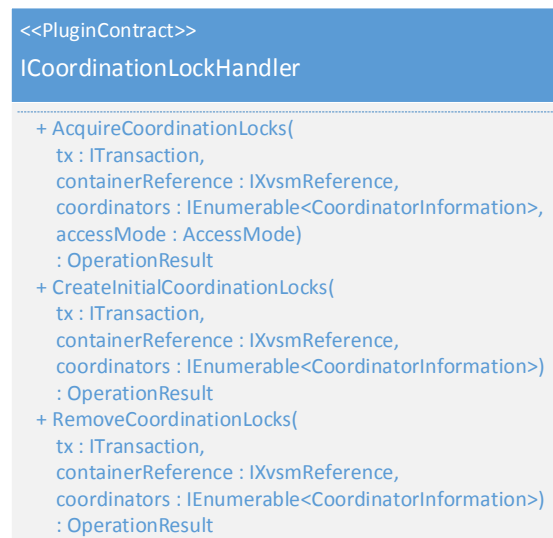 <<PluginContract>>
ICoordinationLockHandler
+ AcquireCoordinationLocks(
tx : ITransaction,
containerReference : IXvsmReference,
coordinators : IEnumerable<CoordinatorInformation>,
accessMode : AccessMode)
: OperationResult
+ CreateInitialCoordinationLocks(
tx : ITransaction,
containerReference : IXvsmReference,
coordinators : IEnumerable<CoordinatorInformation>)
: OperationResult
+ RemoveCoordinationLocks(
tx : ITransaction,
containerReference : IXvsmReference,
coordinators : IEnumerable<CoordinatorInformation>)
: OperationResult